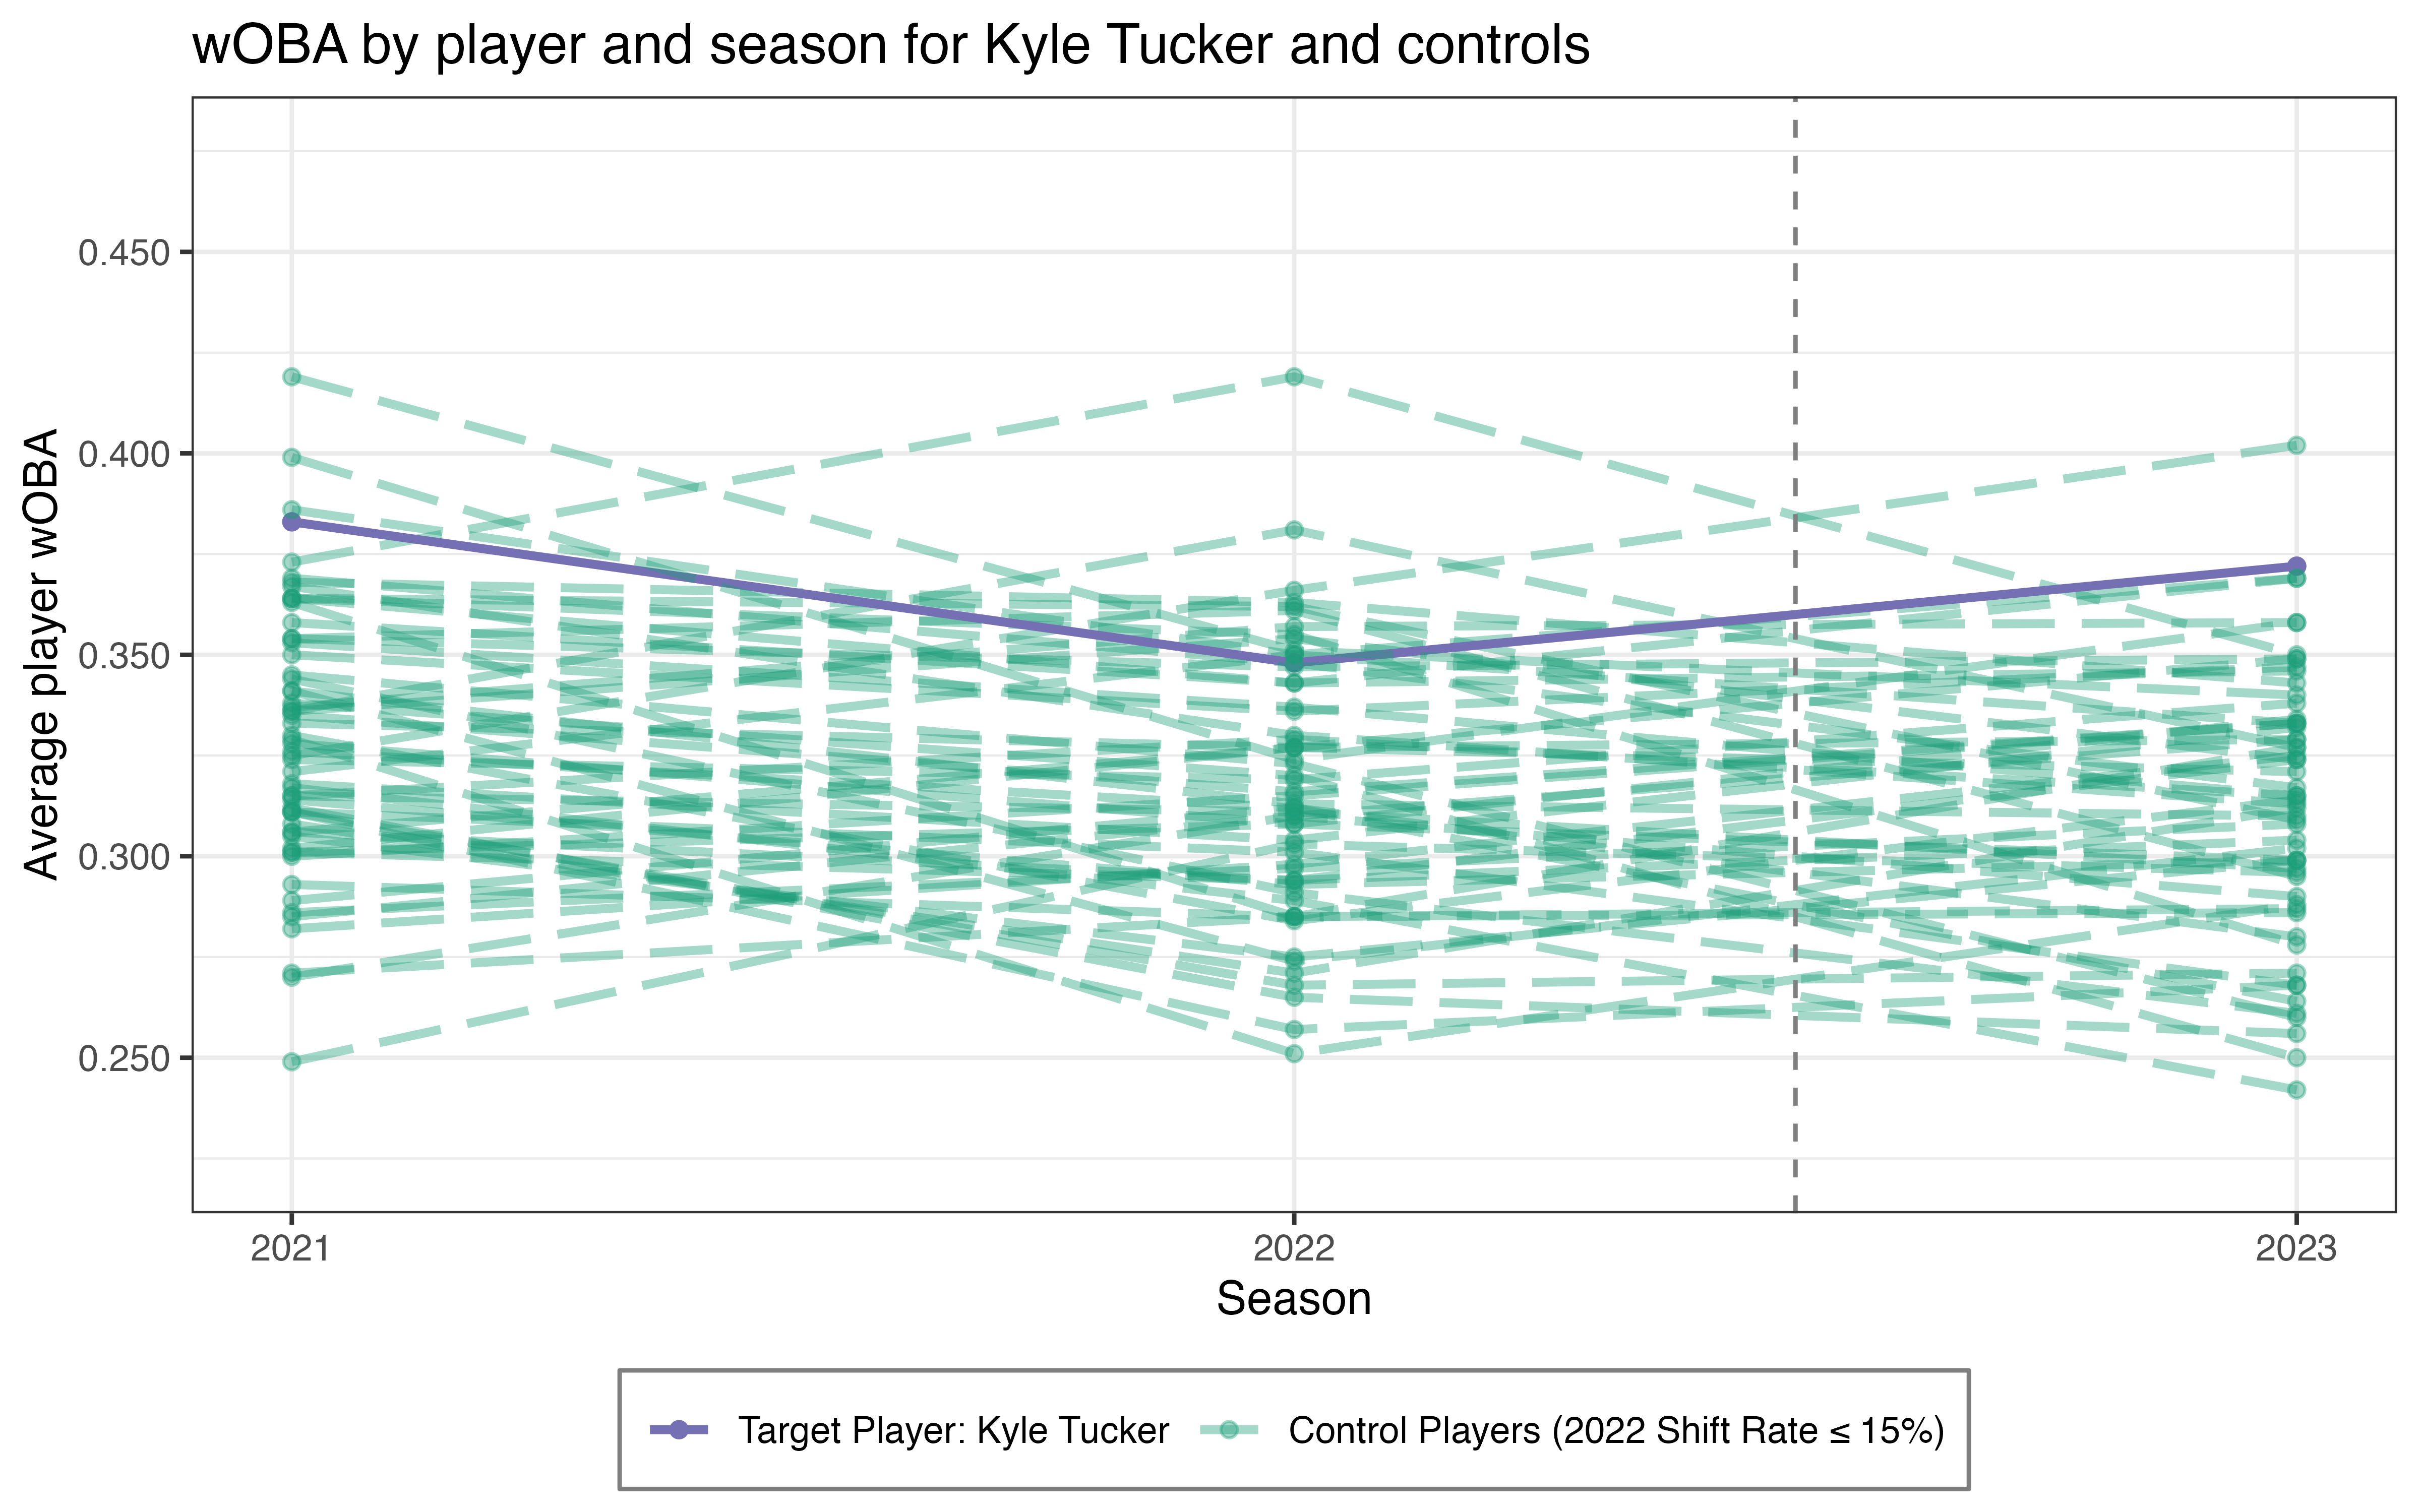 wOBA by player and season for Kyle Tucker and controls
Average player wOBA
0.450
0.400
0.350
0.300
0.250
2021
2022
2023
Season
Target Player: Kyle Tucker
Control Players (2022 Shift Rate ≤ 15%)